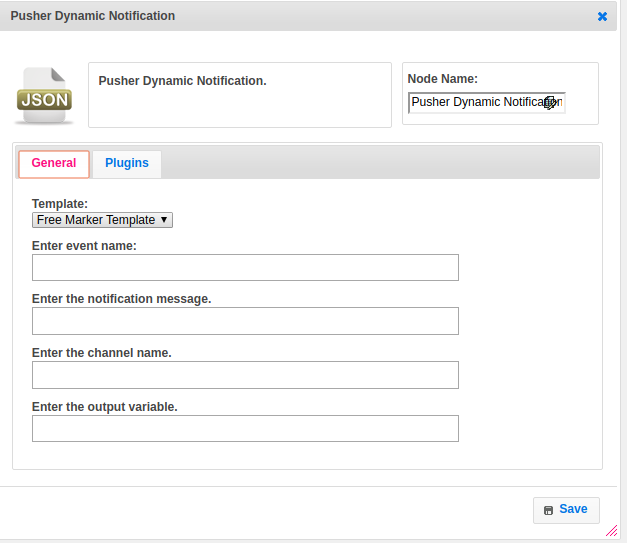 Pusher Dynamic Notification
JSON
Pusher Dynamic Notification.
Node Name:
Pusher Dynamic Notification
General
Plugins
Template:
Free Marker Template
Enter event name:
Enter the notification message.
Enter the channel name.
Enter the output variable.
Save